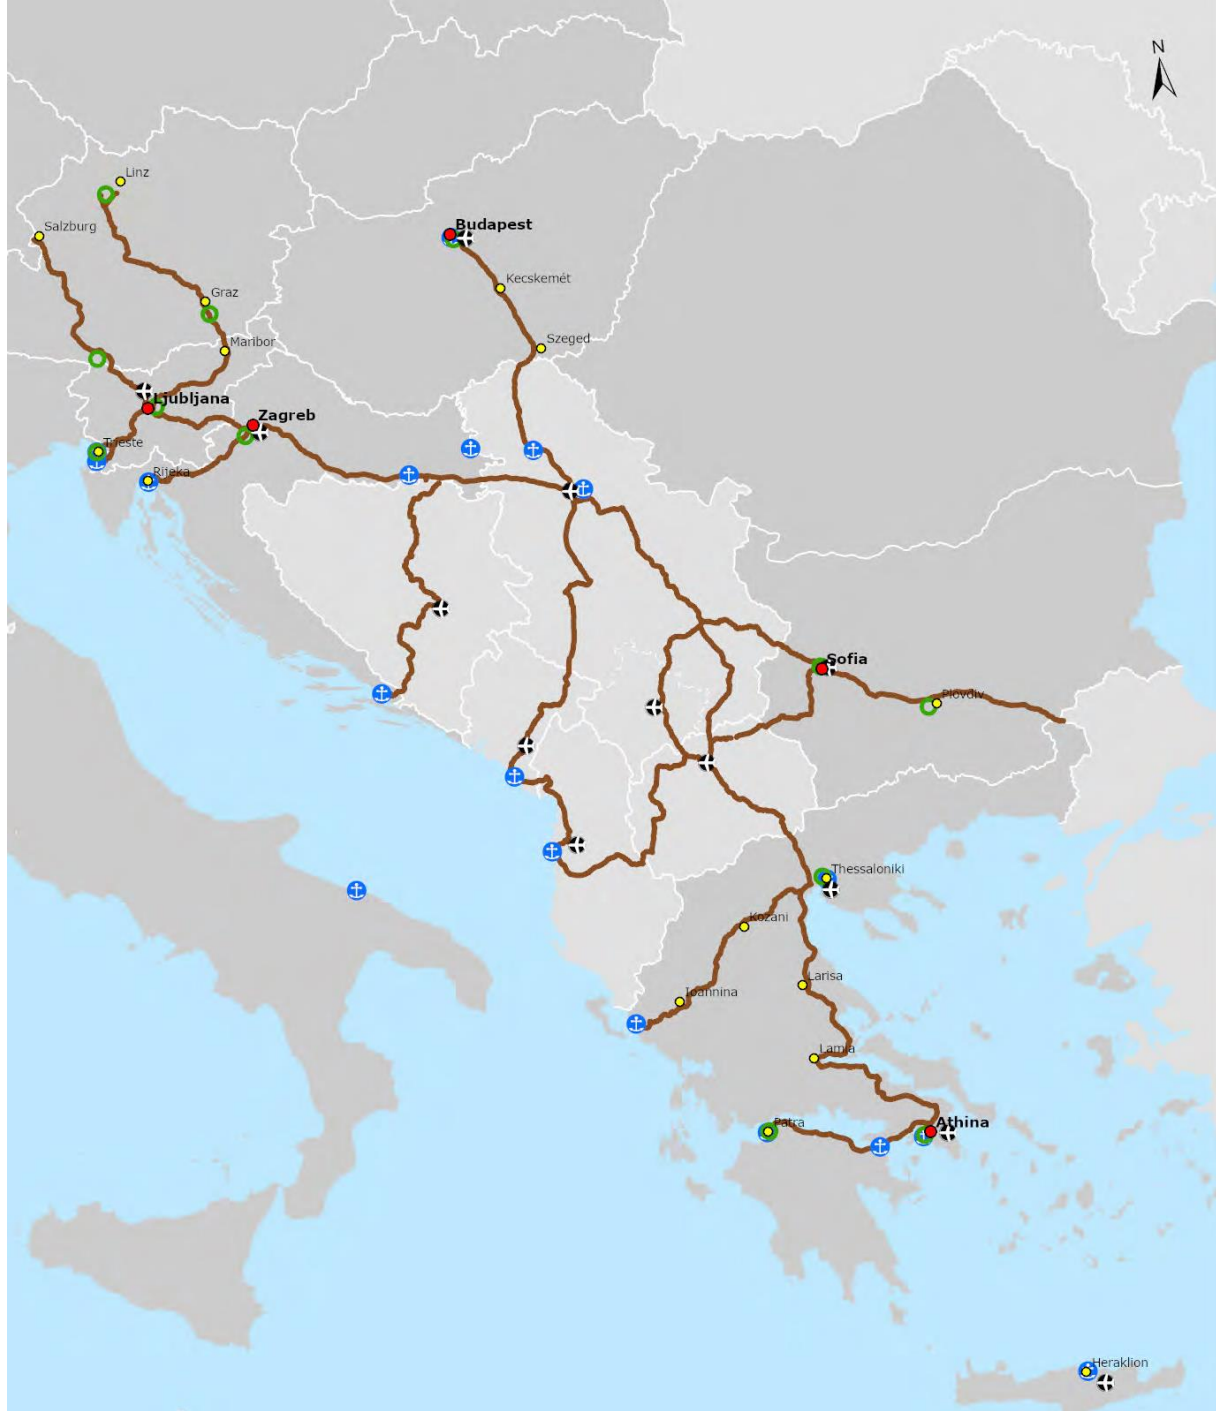 N
Linz
Salzburg
Budapest
Kecskemét
Graz
Maribor
Szeged
Ljubljana
Zagreb
Trieste
Rijeka
Sofia
Plovdiv
Thessaloniki
Kozani
Larisa
Ioannina
Lamia
Patra
Athina
Heraklion